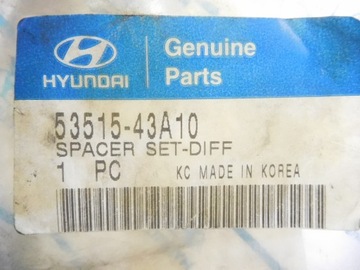 Genuine
HYUNDAI
Parts
53515-43A10
SPACER SET-DIFF
1 PC KC MADE IN KOREA